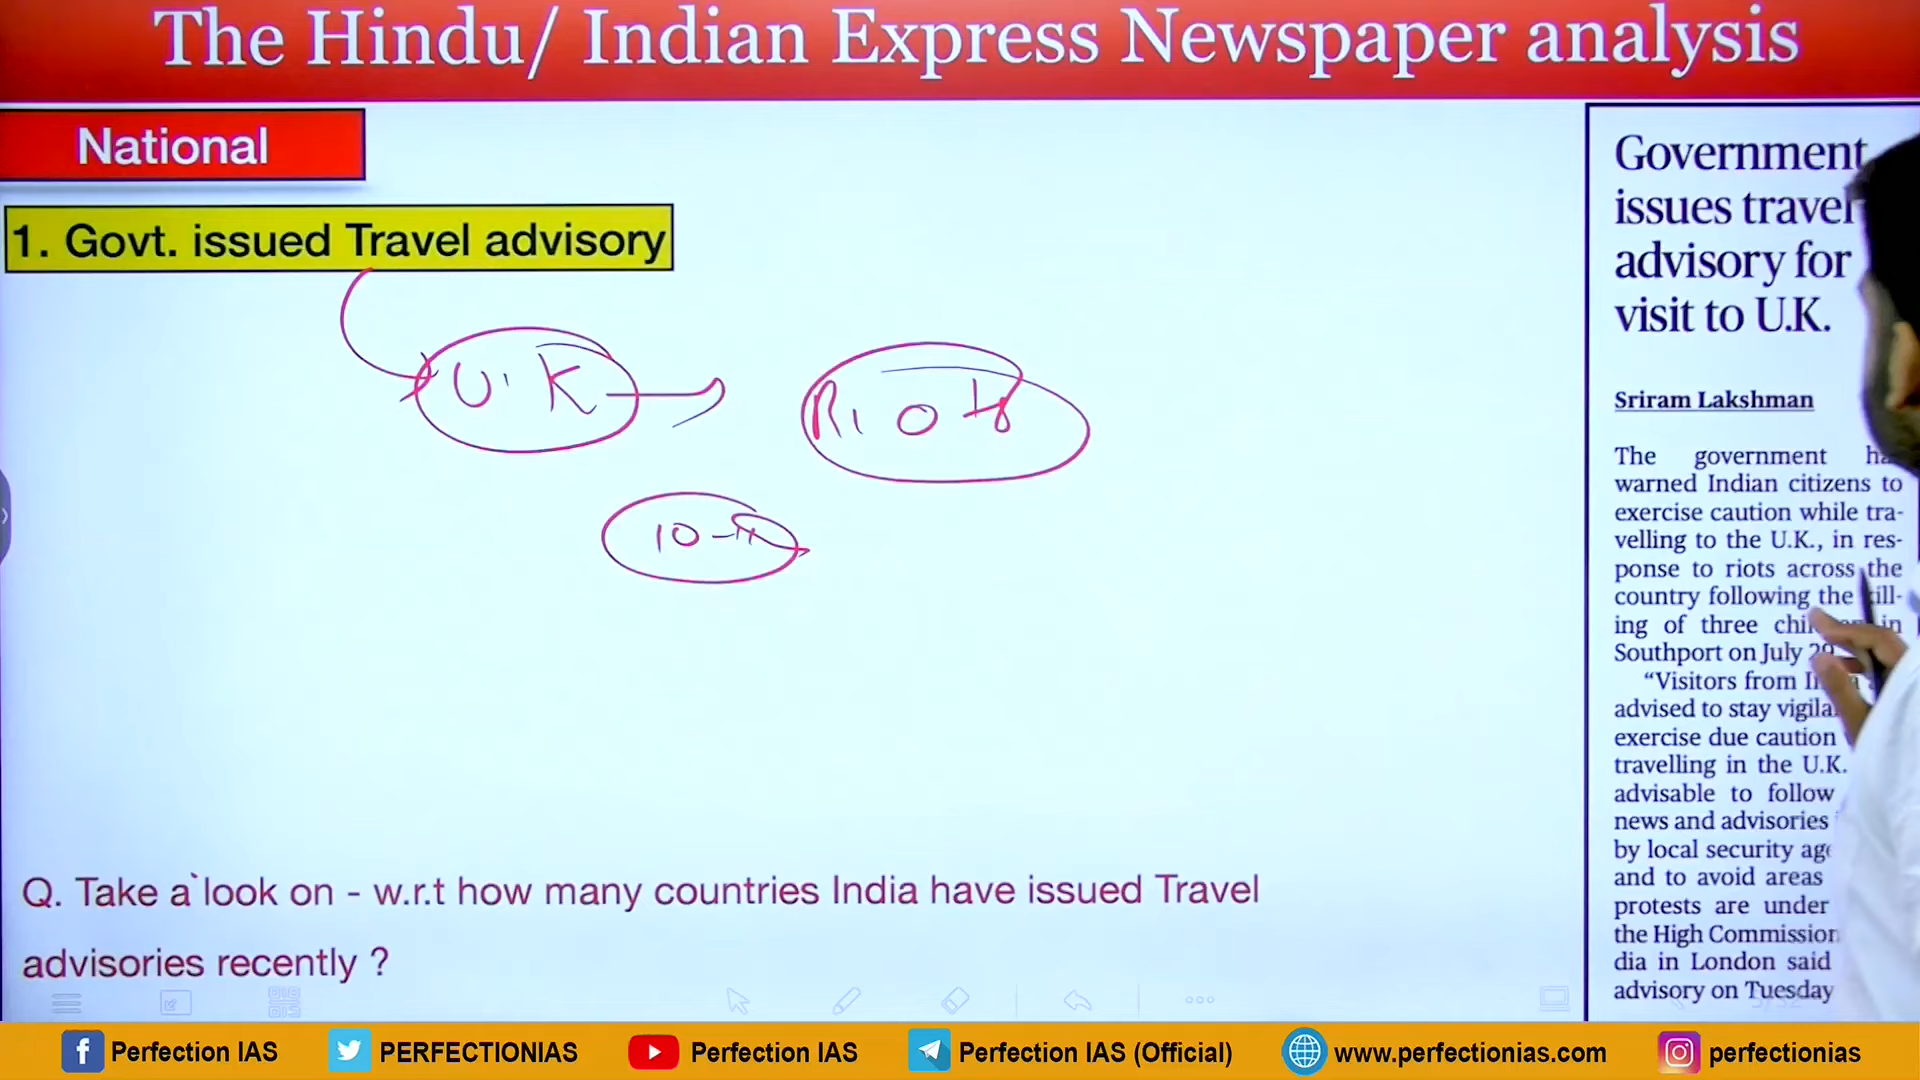 The Hindu/ Indian Express Newspaper analysis
National
1. Govt. issued Travel advisory
U.K
Riots
10
Q. Take a look on - w.r.t how many countries India have issued Travel
advisories recently ?
Government
issues travel
advisory for
visit to U.K.
Sriram Lakshman
The government
warned Indian citizens to
exercise caution while tra-
velling to the U.K., in res-
ponse to riots across the
country following the
ing of three in
Southport on July
“Visitors from
advised to stay
exercise due caution
travelling in the U.K.
advisable to follow
news and advisories
by local security
and to avoid areas
protests are under
the High Commission
dia in London said
advisory on Tuesday
Perfection IAS
PERFECTIONIAS
Perfection IAS
Perfection IAS (Official)
www.perfectionias.com
perfectionias